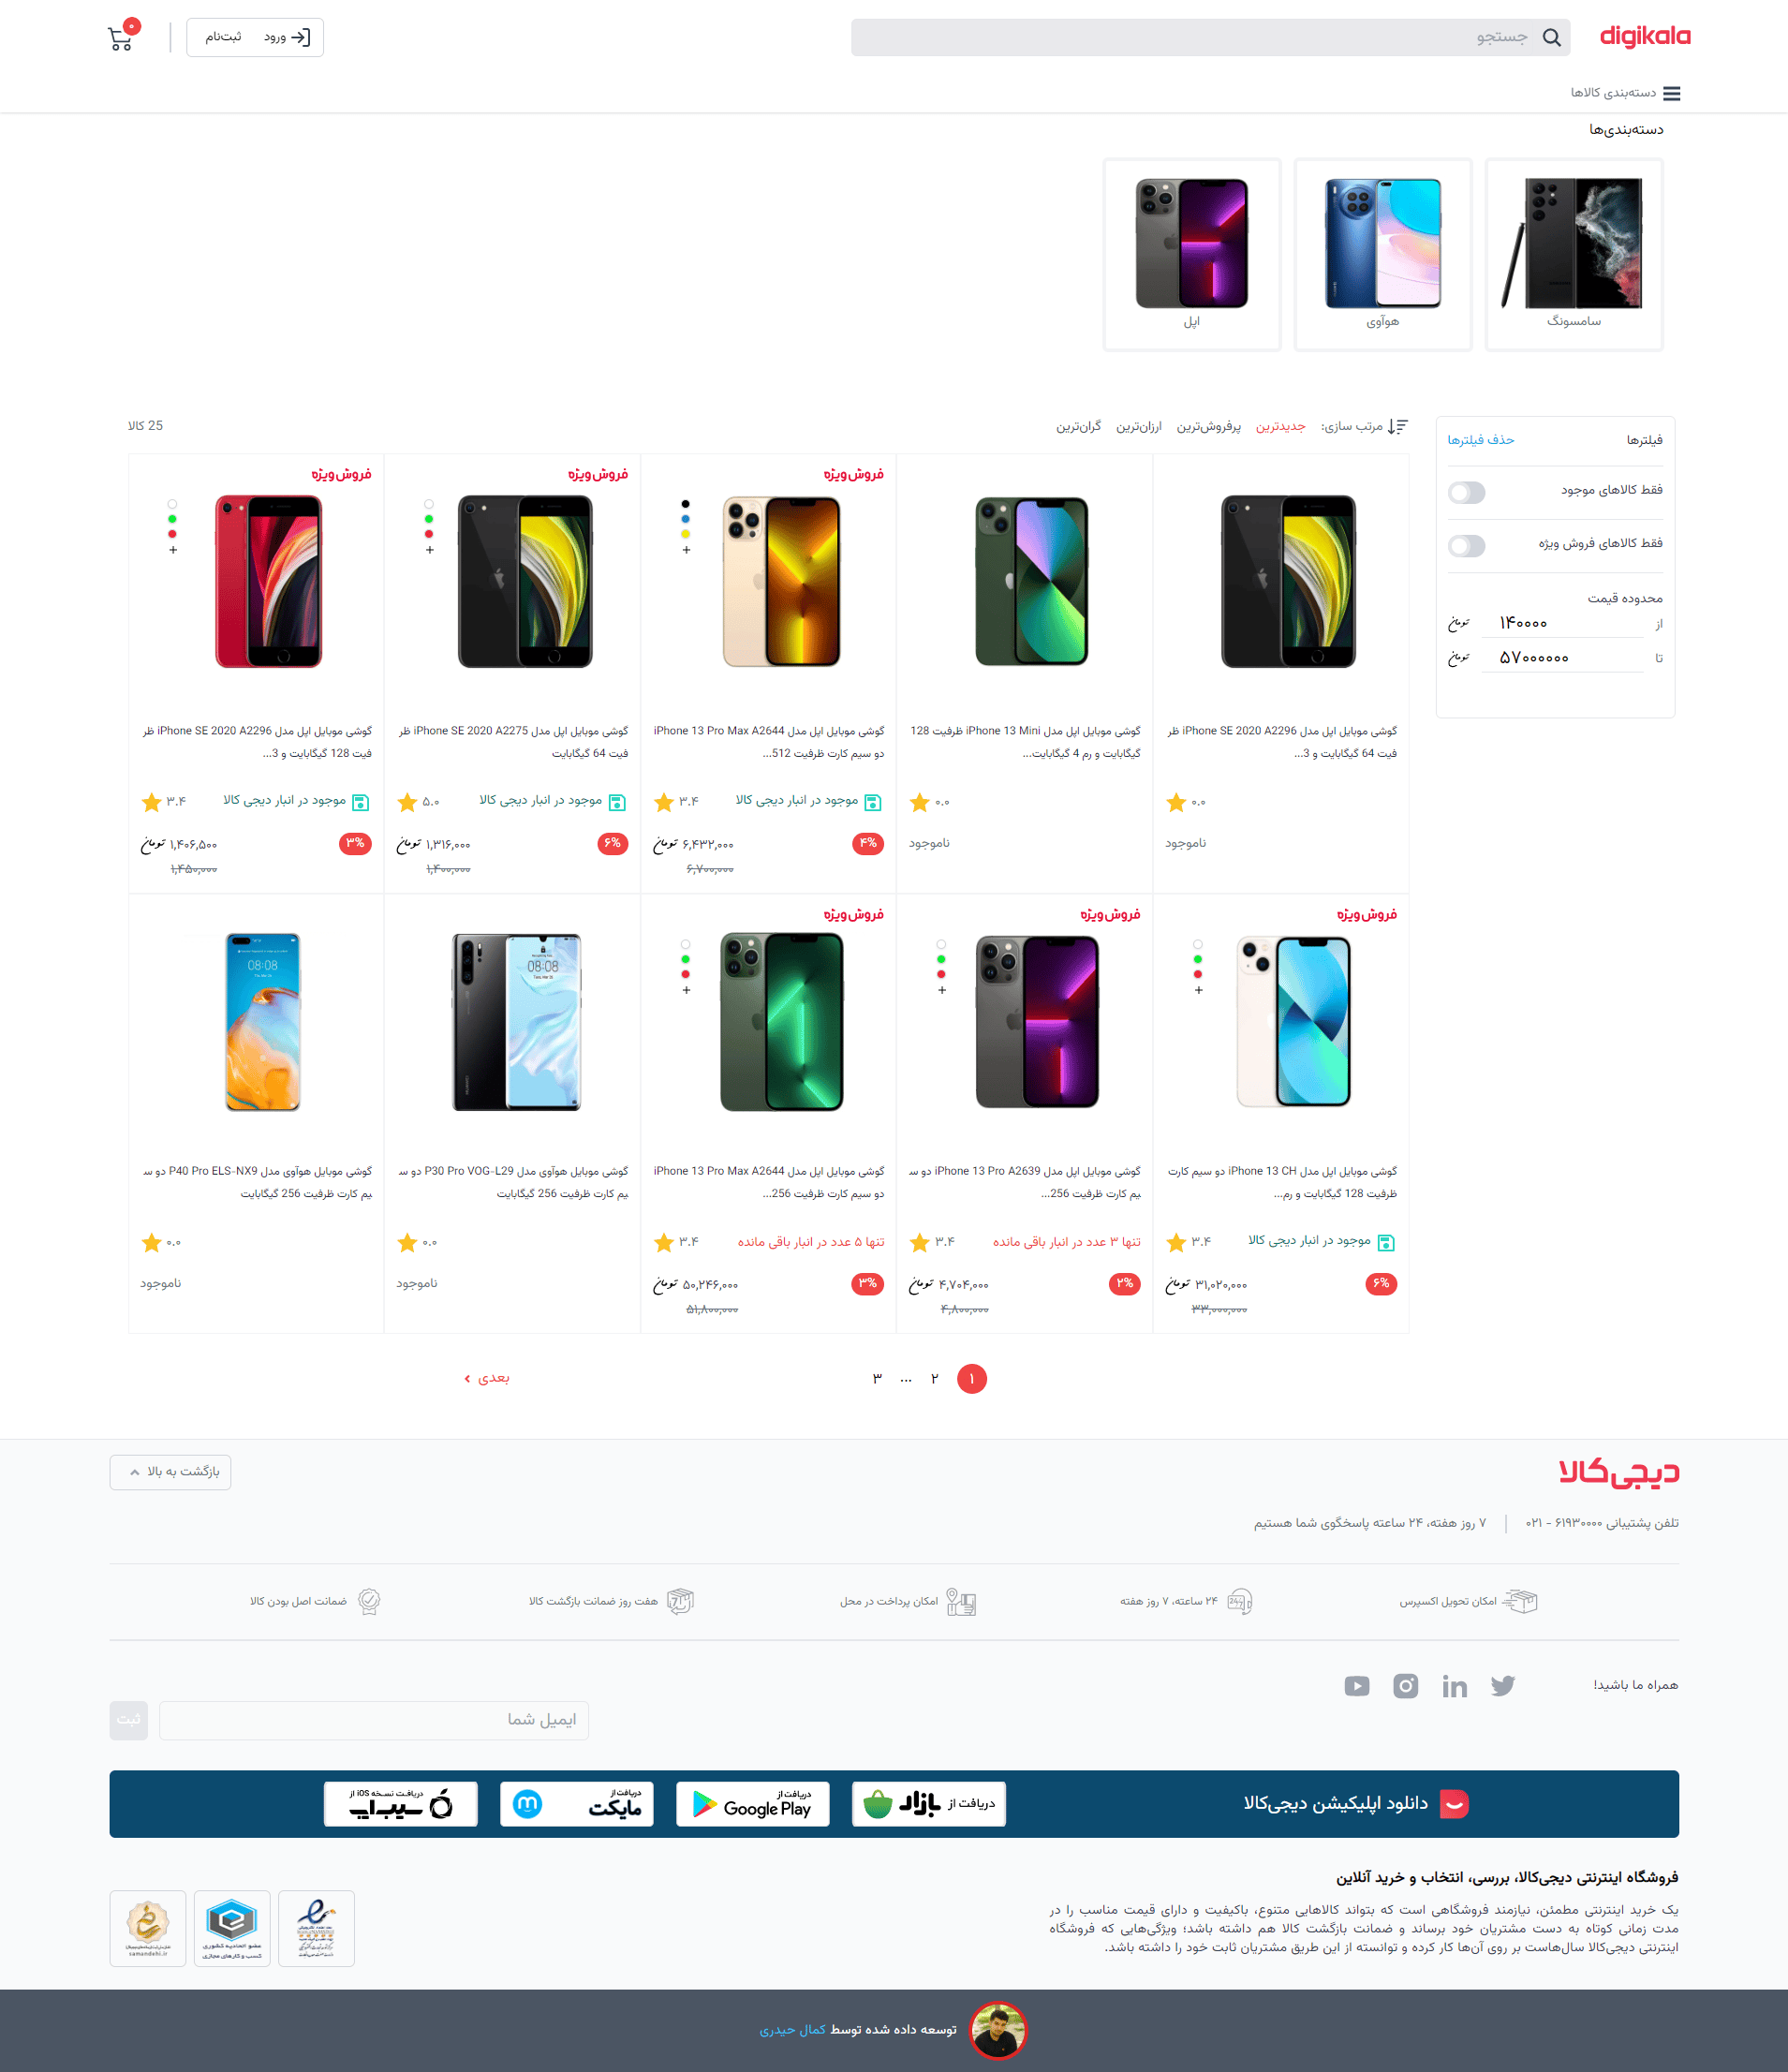 digikala
جستجو
ورود
ثبت‌نام
۰
دسته‌بندی کالاها
دسته‌بندی‌ها
سامسونگ
هوآوی
اپل
فیلترها
حذف فیلترها
فقط کالاهای موجود
فقط کالاهای فروش ویژه
محدوده قیمت
از
۱۴۰۰۰۰
تومان
تا
۵۷۰۰۰۰۰۰
تومان
مرتب سازی:
جدیدترین
پرفروش‌ترین
ارزان‌ترین
گران‌ترین
25 کالا
گوشی موبایل اپل مدل iPhone SE 2020 A2296 ظر
فیت 64 گیگابایت و 3...
۰.۰
ناموجود
گوشی موبایل اپل مدل iPhone 13 Mini ظرفیت 128
گیگابایت و رم 4 گیگابایت...
۰.۰
ناموجود
فروش ویژه
+
گوشی موبایل اپل مدل iPhone 13 Pro Max A2644
دو سیم کارت ظرفیت 512...
موجود در انبار دیجی کالا
۳.۴
۴%
۶,۴۳۲,۰۰۰ تومان
۶,۷۰۰,۰۰۰
فروش ویژه
+
گوشی موبایل اپل مدل iPhone SE 2020 A2275 ظر
فیت 64 گیگابایت
موجود در انبار دیجی کالا
۵.۰
۶%
۱,۳۱۶,۰۰۰ تومان
۱,۴۰۰,۰۰۰
فروش ویژه
+
گوشی موبایل اپل مدل iPhone SE 2020 A2296 ظر
فیت 128 گیگابایت و 3...
موجود در انبار دیجی کالا
۳.۴
۳%
۱,۴۰۶,۵۰۰ تومان
۱,۴۵۰,۰۰۰
فروش ویژه
+
گوشی موبایل اپل مدل iPhone 13 CH دو سیم‌ کارت
ظرفیت 128 گیگابایت و رم...
موجود در انبار دیجی کالا
۳.۴
۶%
۳۱,۰۲۰,۰۰۰ تومان
۳۳,۰۰۰,۰۰۰
فروش ویژه
+
گوشی موبایل اپل مدل iPhone 13 Pro A2639 دو س
یم‌ کارت ظرفیت 256...
تنها ۳ عدد در انبار باقی مانده
۳.۴
۲%
۴,۷۰۴,۰۰۰ تومان
۴,۸۰۰,۰۰۰
فروش ویژه
+
گوشی موبایل اپل مدل iPhone 13 Pro Max A2644
دو سیم‌ کارت ظرفیت 256...
تنها ۵ عدد در انبار باقی مانده
۳.۴
۳%
۵۰,۲۴۶,۰۰۰ تومان
۵۱,۸۰۰,۰۰۰
08:08
گوشی موبایل هوآوی مدل P30 Pro VOG-L29 دو س
یم کارت ظرفیت 256 گیگابایت
۰.۰
ناموجود
08:08
گوشی موبایل هوآوی مدل P40 Pro ELS-NX9 دو س
یم‌ کارت ظرفیت 256 گیگابایت
۰.۰
ناموجود
۱
۲
...
۳
بعدی
دیجی‌کالا
بازگشت به بالا
تلفن پشتیبانی ۶۱۹۳۰۰۰۰ - ۰۲۱
۷ روز هفته، ۲۴ ساعته پاسخگوی شما هستیم
امکان تحویل اکسپرس
۲۴ ساعته، ۷ روز هفته
امکان پرداخت در محل
هفت روز ضمانت بازگشت کالا
ضمانت اصل بودن کالا
همراه ما باشید!
ایمیل شما
ثبت
دانلود اپلیکیشن دیجی‌کالا
دریافت از بازار
دریافت از
Google Play
دریافت از
مایکت
دریافت نسخه iOS از
سیب‌اپ
فروشگاه اینترنتی دیجی‌کالا، بررسی، انتخاب و خرید آنلاین
یک خرید اینترنتی مطمئن، نیازمند فروشگاهی است که بتواند کالاهایی متنوع، باکیفیت و دارای قیمت مناسب را در
مدت زمانی کوتاه به دست مشتریان خود برساند و ضمانت بازگشت کالا هم داشته باشد؛ ویژگی‌هایی که فروشگاه
اینترنتی دیجی‌کالا سال‌هاست بر روی آن‌ها کار کرده و توانسته از این طریق مشتریان ثابت خود را داشته باشد.
عضو اتحادیه کشوری
کسب و کارهای مجازی
samandehi.ir
توسعه داده شده توسط کمال حیدری